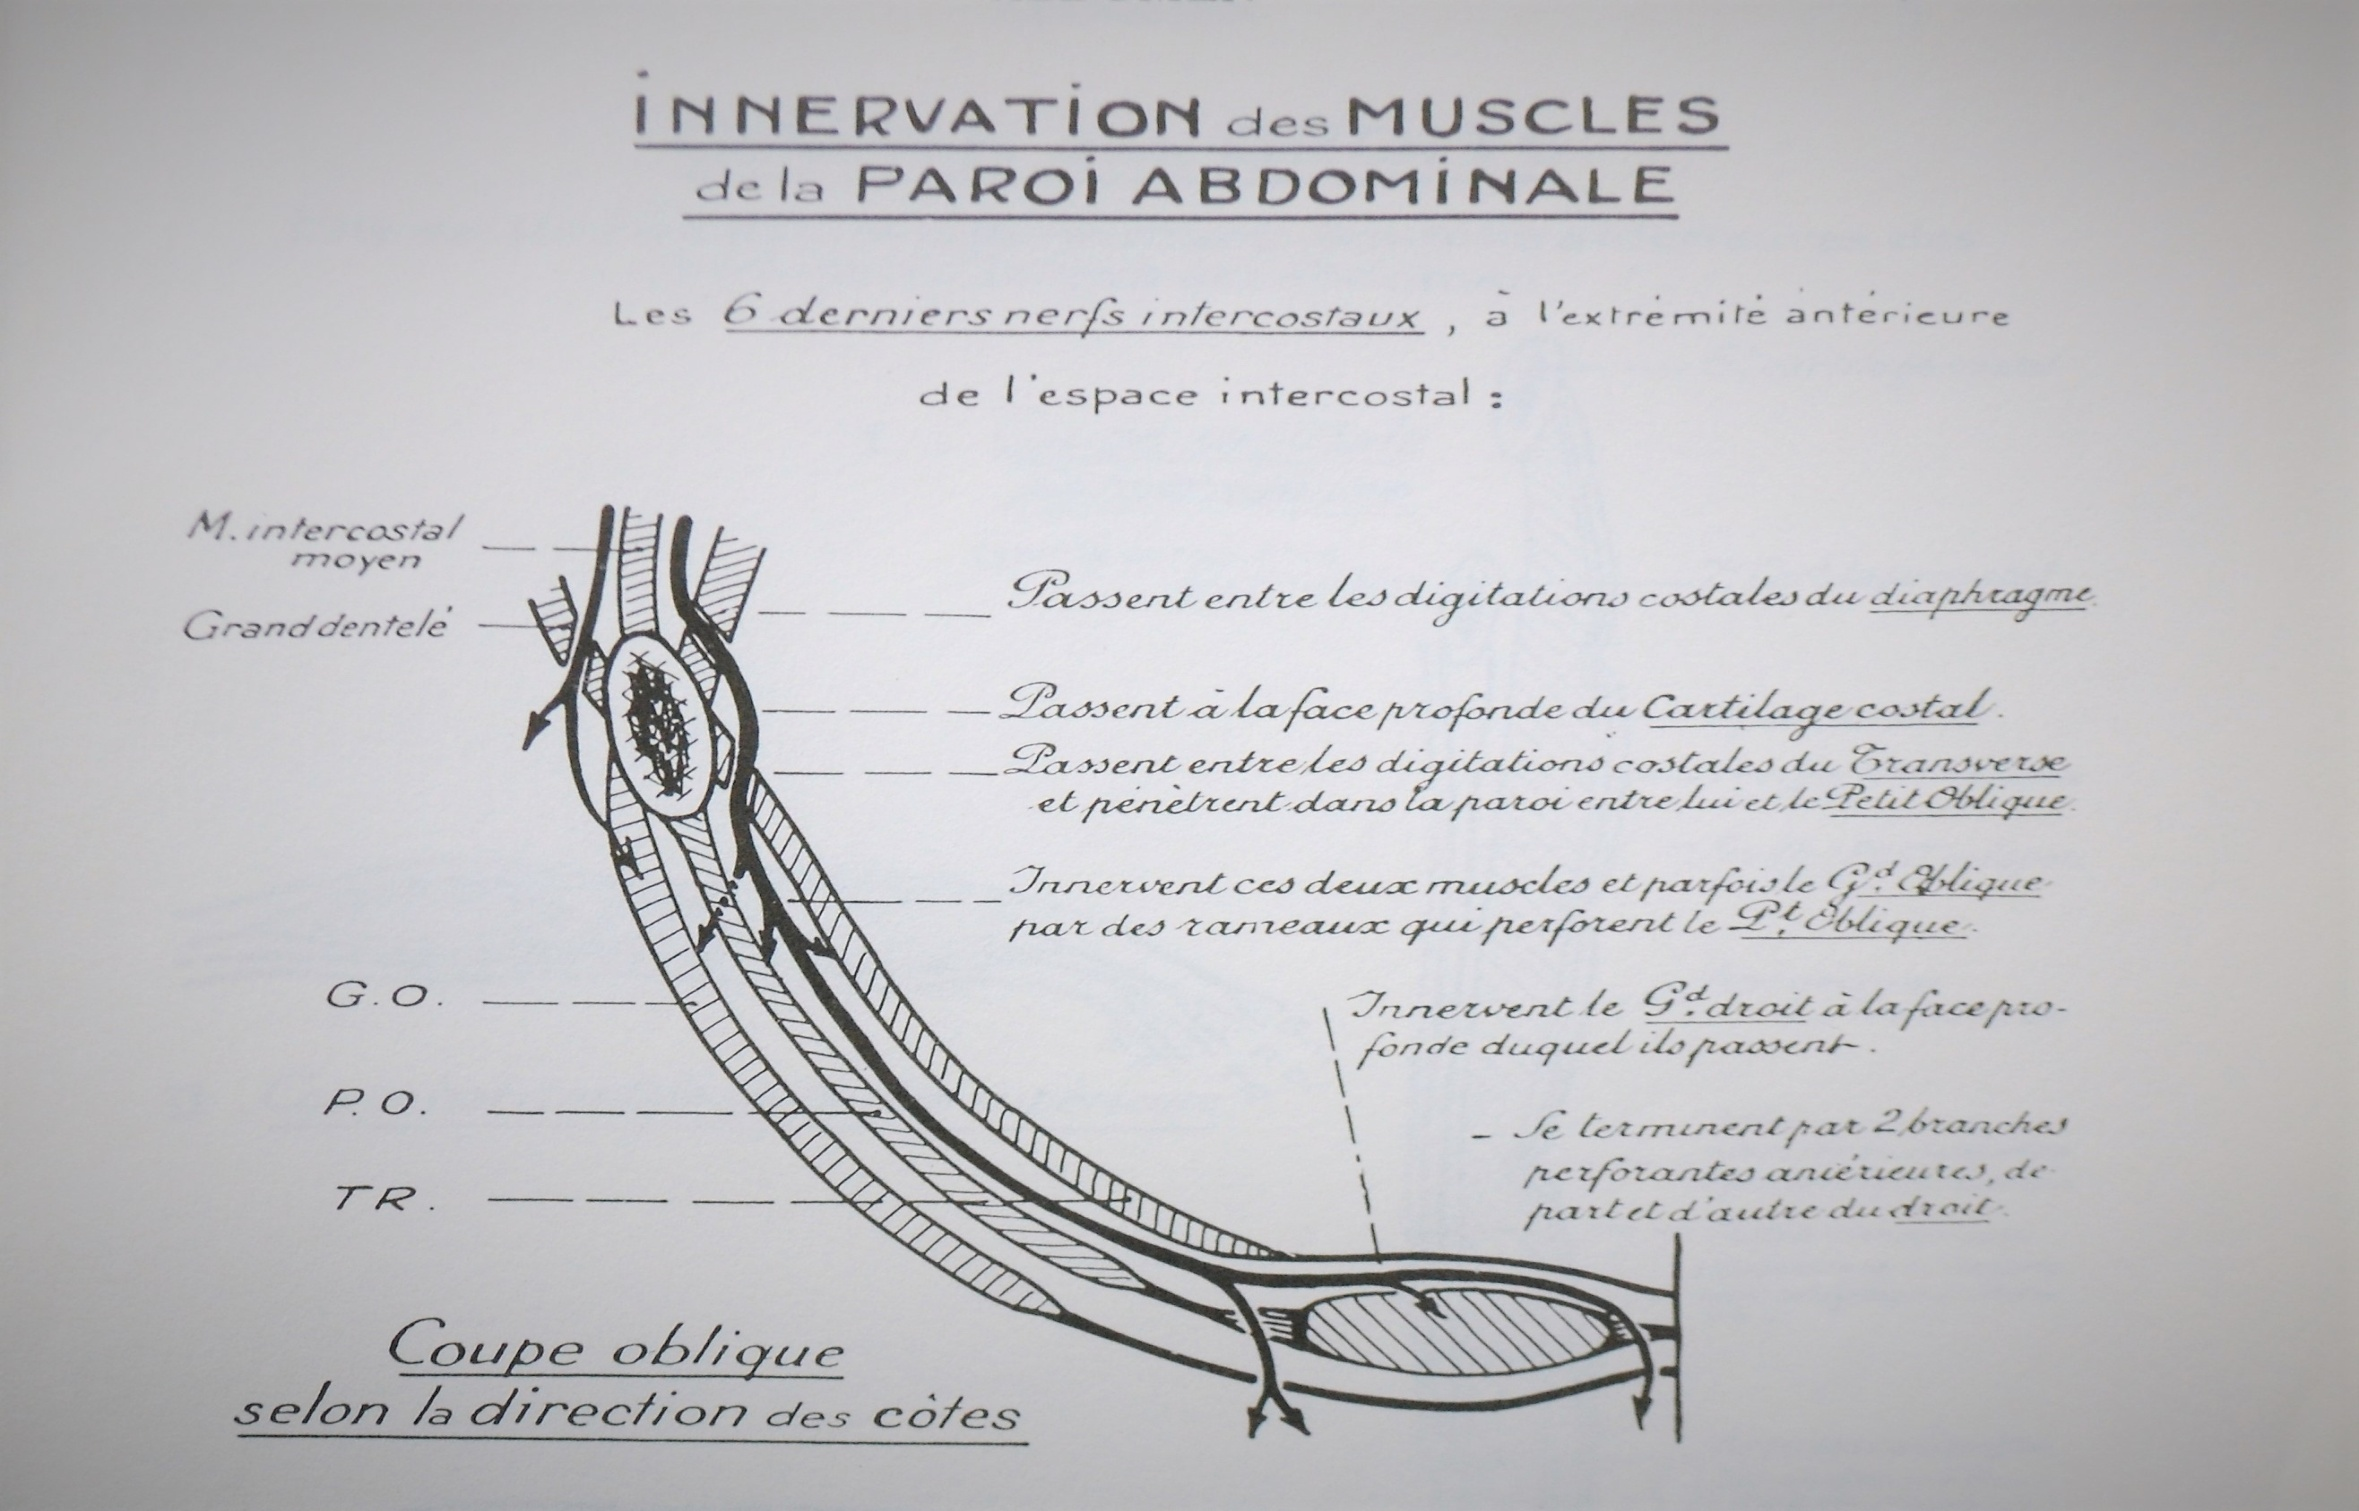 INNERVATION des MUSCLES
de la PAROI ABDOMINALE
Les 6 derniers nerfs intercostaux, à l'extrémité antérieure
de l'espace intercostal :
M. intercostal
moyen
Grand dentelé
Passent entre les digitations costales du diaphragme.
Passent à la face profonde du Cartilage costal.
Passent entre les digitations costales du Transverse
et pénètrent dans la paroi entre lui et le Petit Oblique.
Innervent ces deux muscles et parfois le Gd. Oblique
par des rameaux qui perforent le Pt. Oblique.
G.O.
P.O.
TR.
Innervent le Gd. droit à la face pro-
fonde duquel ils passent.
- Se terminent par 2 branches
perforantes antérieures, de
part et d'autre du droit.
Coupe oblique
selon la direction des côtes